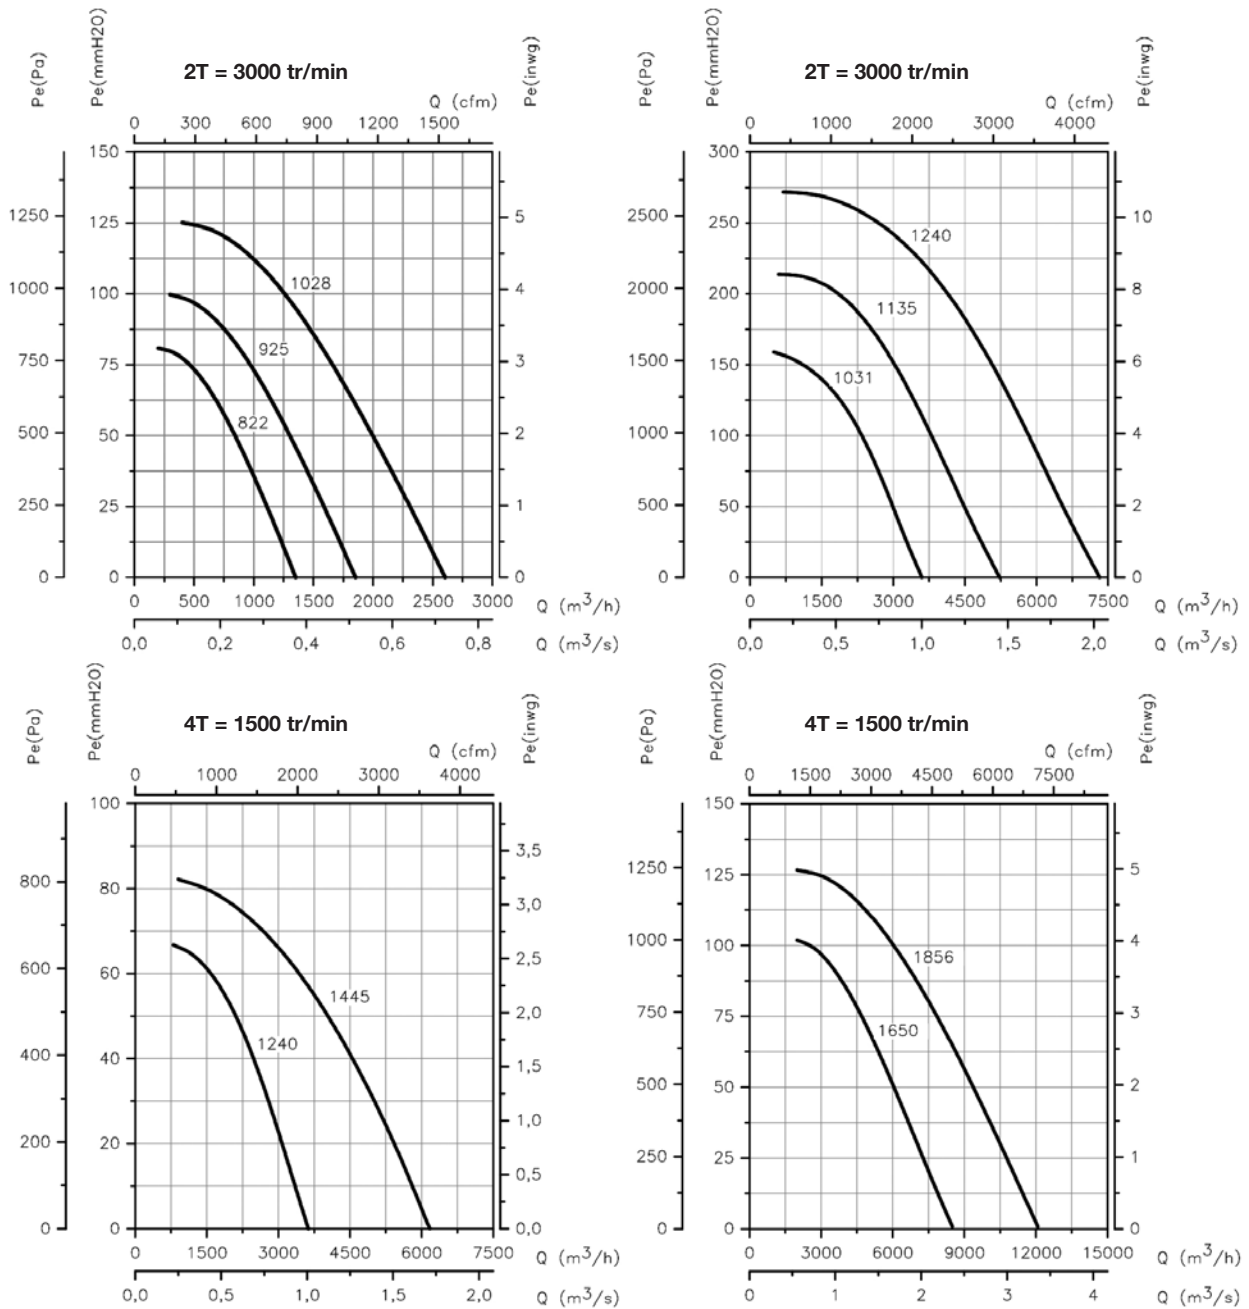 Pe(Pa)
Pe(mmH2O)
2T = 3000 tr/min
Pe(inwg)
Q (cfm)
0 300 600 900 1200 1500
150
125
100
75
50
25
0
1250
1000
750
500
250
0
5
4
3
2
1
0
1028
925
822
0 500 1000 1500 2000 2500 3000 Q (m³/h)
0,0 0,2 0,4 0,6 0,8 Q (m³/s)
Pe(Pa)
Pe(mmH2O)
2T = 3000 tr/min
Pe(inwg)
Q (cfm)
0 1000 2000 3000 4000
300
250
200
150
100
50
0
2500
2000
1500
1000
500
0
10
8
6
4
2
0
1240
1135
1031
0 1500 3000 4500 6000 7500 Q (m³/h)
0,0 0,5 1,0 1,5 2,0 Q (m³/s)
Pe(Pa)
Pe(mmH2O)
4T = 1500 tr/min
Pe(inwg)
Q (cfm)
0 1000 2000 3000 4000
100
80
60
40
20
0
800
600
400
200
0
3,5
3,0
2,5
2,0
1,5
1,0
0,5
0,0
1445
1240
0 1500 3000 4500 6000 7500 Q (m³/h)
0,0 0,5 1,0 1,5 2,0 Q (m³/s)
Pe(Pa)
Pe(mmH2O)
4T = 1500 tr/min
Pe(inwg)
Q (cfm)
0 1500 3000 4500 6000 7500
150
125
100
75
50
25
0
1250
1000
750
500
250
0
5
4
3
2
1
0
1856
1650
0 3000 6000 9000 12000 15000 Q (m³/h)
0 1 2 3 4 Q (m³/s)